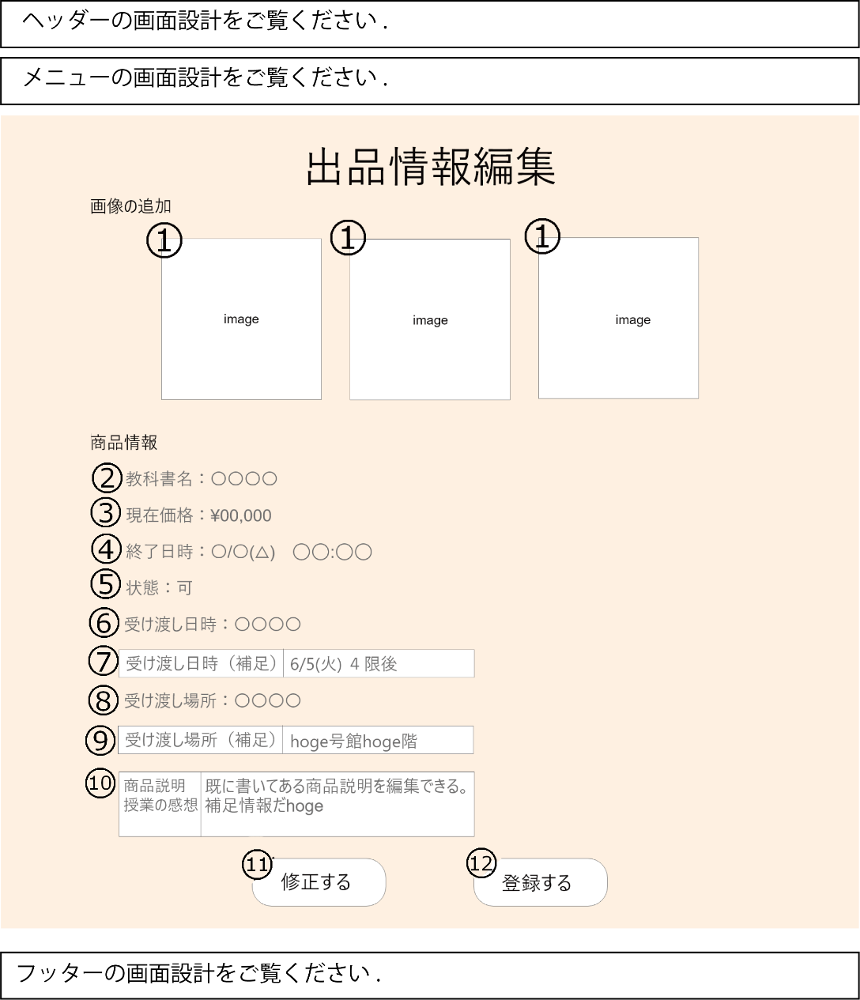 ヘッダーの画面設計をご覧ください .
メニューの画面設計をご覧ください .
出品情報編集
画像の追加
① ① ①
image image image
商品情報
② 教科書名：〇〇〇〇
③ 現在価格：¥00,000
④ 終了日時：〇/〇(△)　〇〇:〇〇
⑤ 状態：可
⑥ 受け渡し日時：〇〇〇〇
⑦ 受け渡し日時（補足） 6/5(火) 4 限後
⑧ 受け渡し場所：〇〇〇〇
⑨ 受け渡し場所（補足） hoge号館hoge階
⑩ 商品説明 既に書いてある商品説明を編集できる。
授業の感想 補足情報だhoge
⑪ 修正する ⑫ 登録する
フッターの画面設計をご覧ください .